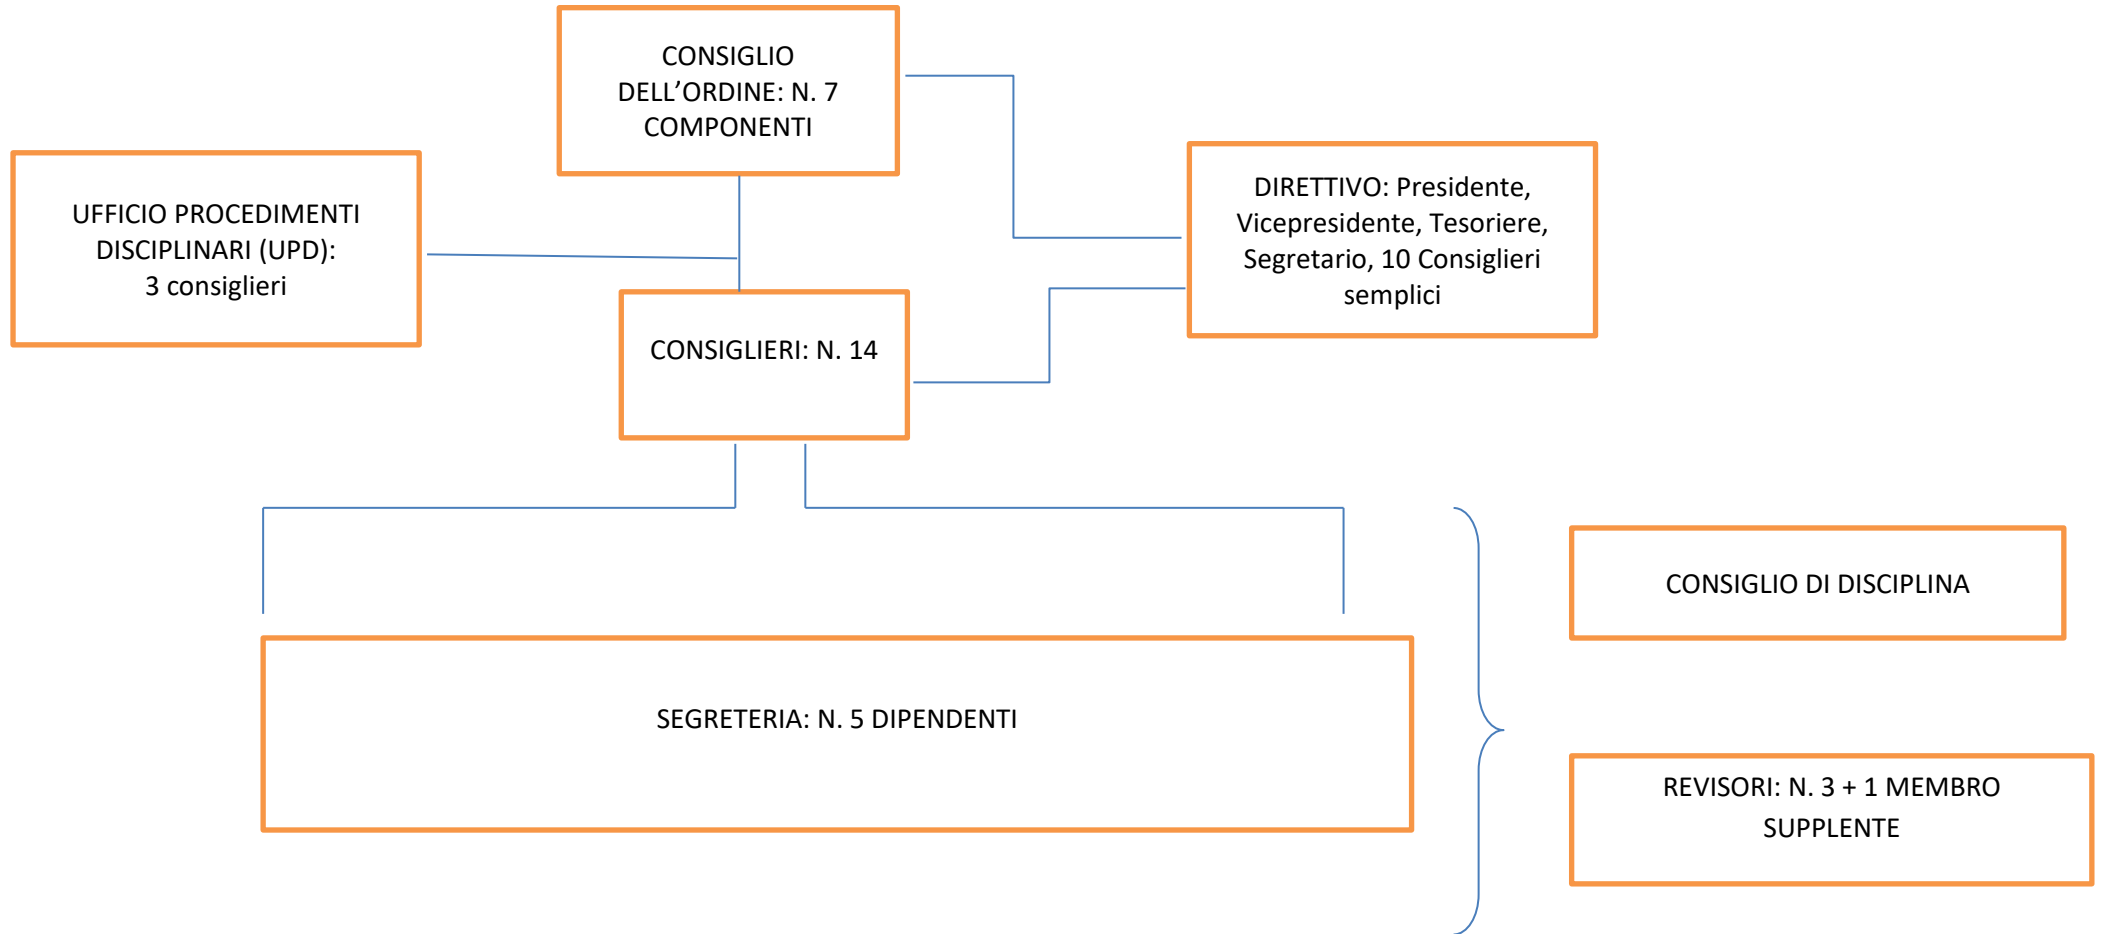 CONSIGLIO
DELL’ORDINE: N. 7
COMPONENTI
UFFICIO PROCEDIMENTI
DISCIPLINARI (UPD):
3 consiglieri
DIRETTIVO: Presidente,
Vicepresidente, Tesoriere,
Segretario, 10 Consiglieri
semplici
CONSIGLIERI: N. 14
CONSIGLIO DI DISCIPLINA
SEGRETERIA: N. 5 DIPENDENTI
REVISORI: N. 3 + 1 MEMBRO
SUPPLENTE